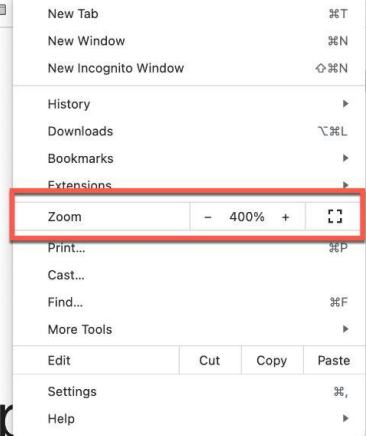 New Tab ⌘T
New Window ⌘N
New Incognito Window ⇧⌘N
History
Downloads ⌥⌘L
Bookmarks
Extensions
Zoom - 400% +
Print... ⌘P
Cast...
Find... ⌘F
More Tools
Edit Cut Copy Paste
Settings ⌘,
Help